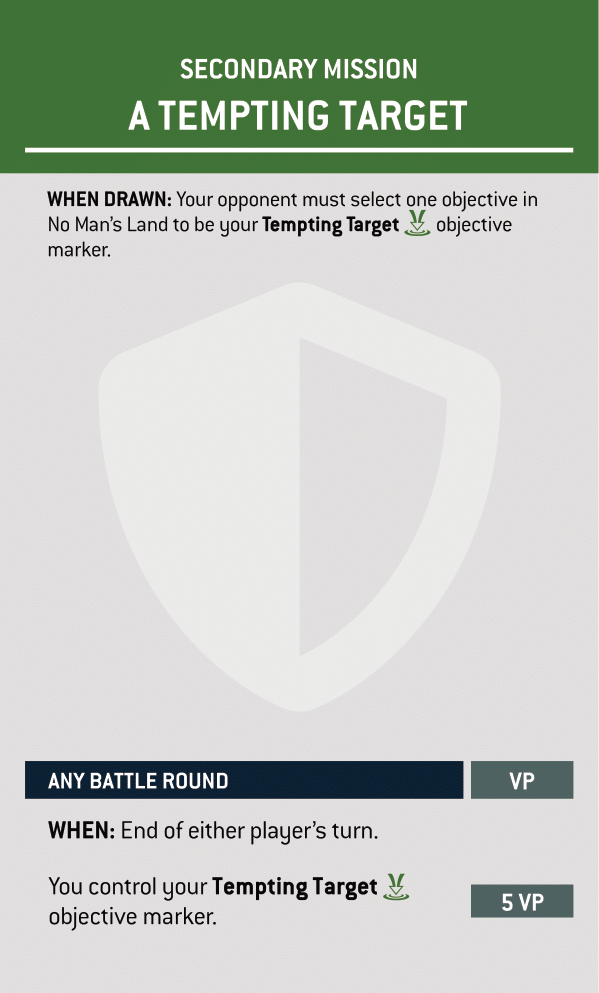 SECONDARY MISSION
A TEMPTING TARGET
WHEN DRAWN: Your opponent must select one objective in
No Man’s Land to be your Tempting Target objective
marker.
ANY BATTLE ROUND
VP
WHEN: End of either player’s turn.
You control your Tempting Target
objective marker.
5 VP